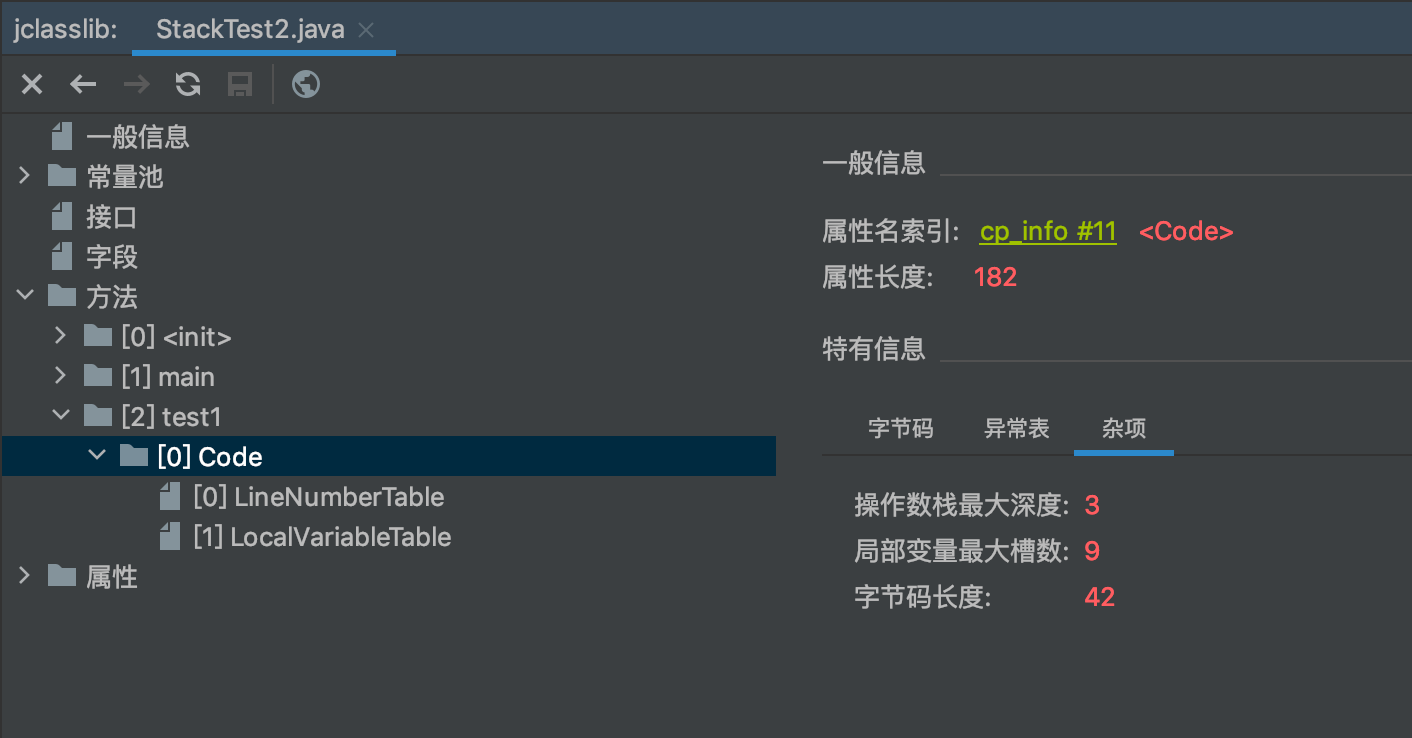 jclasslib: StackTest2.java
一般信息
常量池
接口
字段
方法
[0] <init>
[1] main
[2] test1
[0] Code
[0] LineNumberTable
[1] LocalVariableTable
属性
一般信息
属性名索引: cp_info #11 <Code>
属性长度: 182
特有信息
字节码 异常表 杂项
操作数栈最大深度: 3
局部变量最大槽数: 9
字节码长度: 42